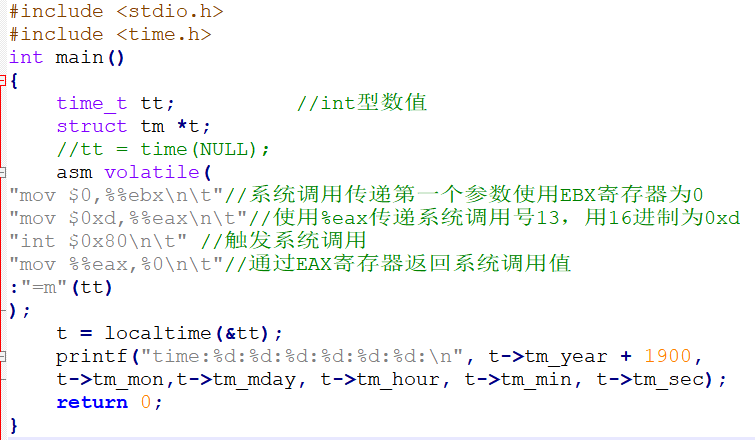 #include <stdio.h>
#include <time.h>
int main()
{
    time_t tt;          //int型数值
    struct tm *t;
    //tt = time(NULL);
    asm volatile(
"mov $0,%%ebx\n\t"//系统调用传递第一个参数使用EBX寄存器为0
"mov $0xd,%%eax\n\t"//使用%eax传递系统调用号13，用16进制为0xd
"int $0x80\n\t" //触发系统调用
"mov %%eax,%0\n\t"//通过EAX寄存器返回系统调用值
:"=m"(tt)
);
    t = localtime(&tt);
    printf("time:%d:%d:%d:%d:%d:%d:\n", t->tm_year + 1900,
    t->tm_mon,t->tm_mday, t->tm_hour, t->tm_min, t->tm_sec);
    return 0;
}